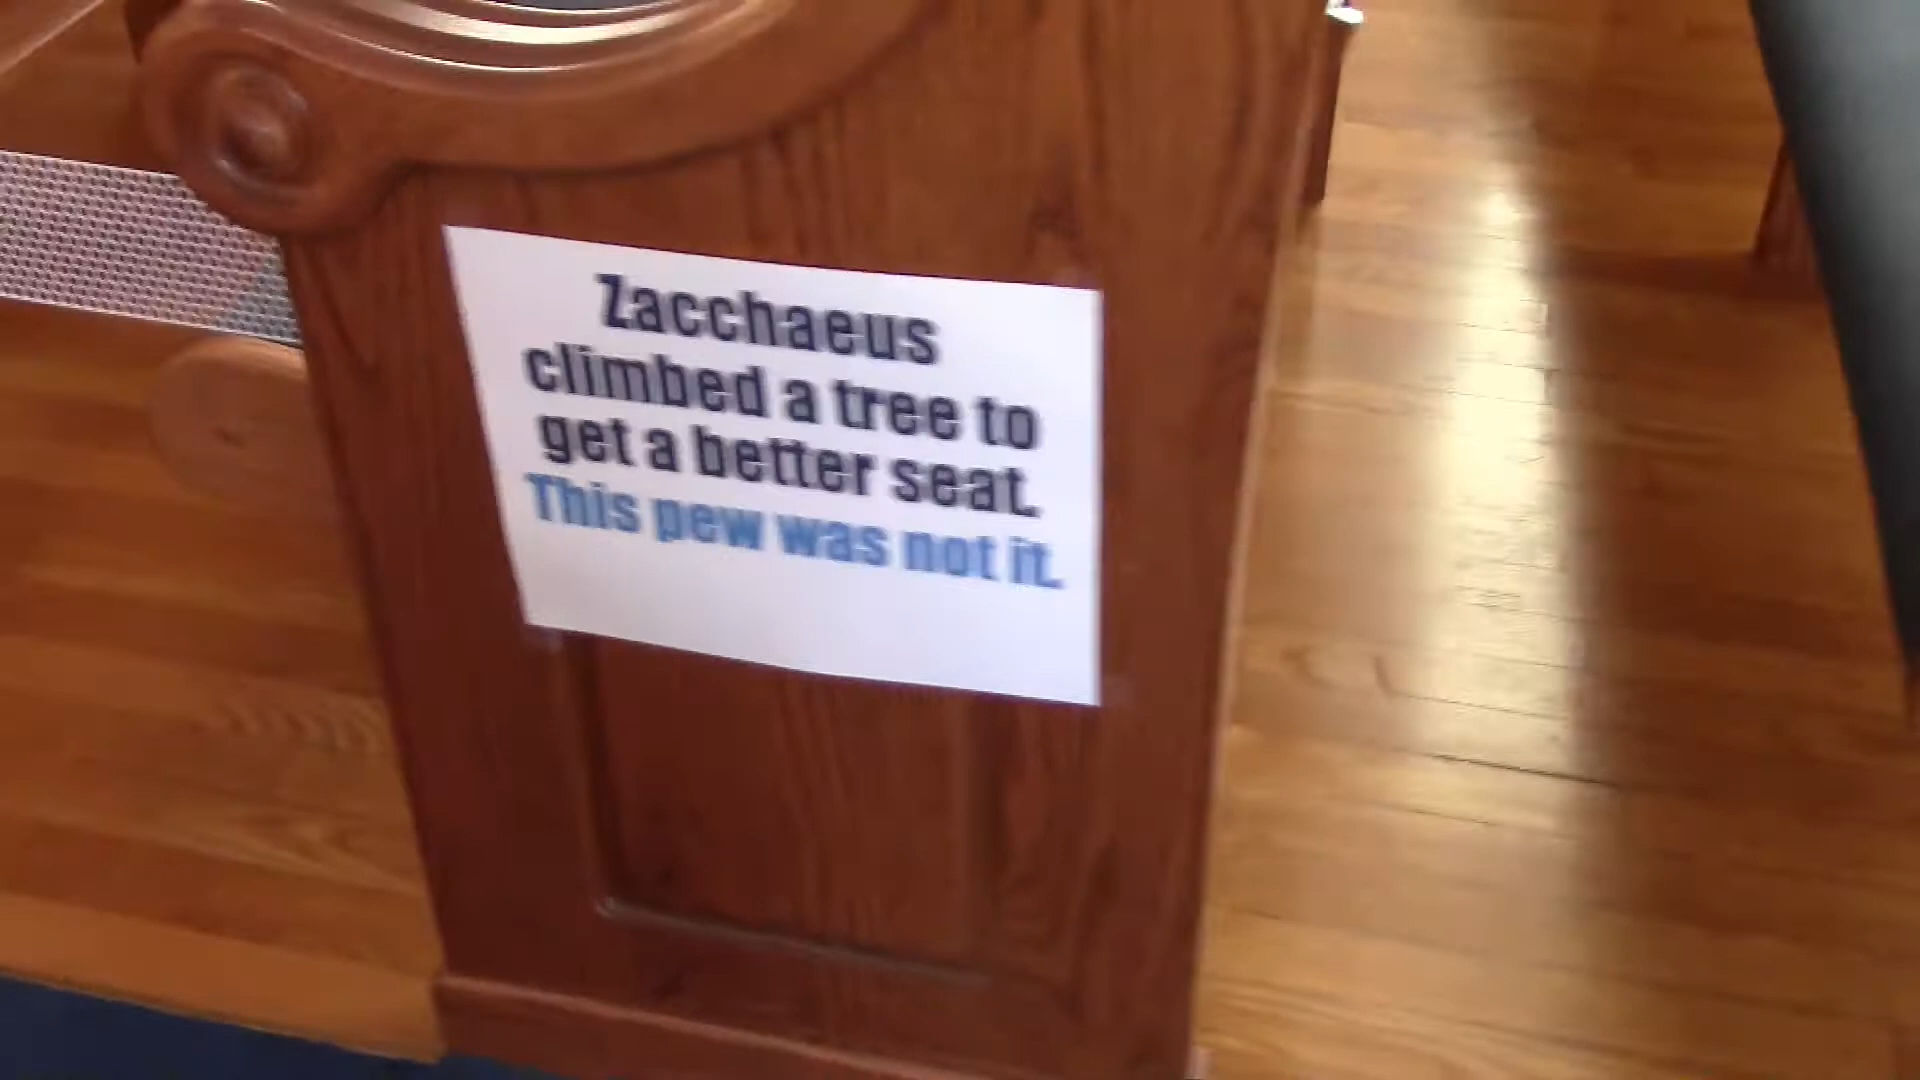 Zacchaeus
climbed a tree to
get a better seat.
This pew was not it.